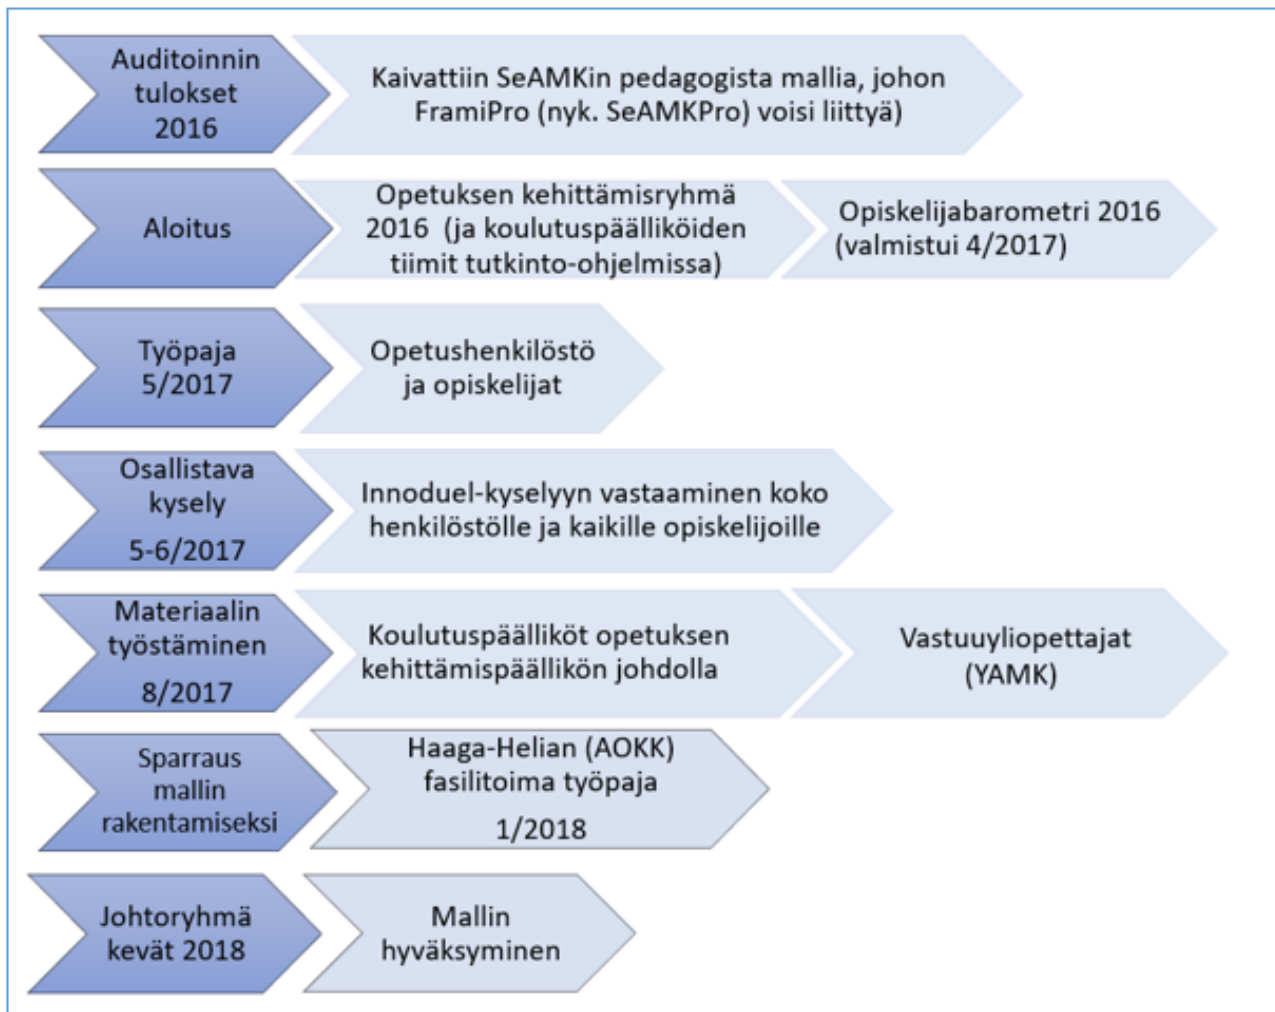 Auditoinnin
tulokset
2016
Kaivattiin SeAMKin pedagogista mallia, johon
FramiPro (nyk. SeAMKPro) voisi liittyä)
Aloitus
Opetuksen kehittämisryhmä
2016 (ja koulutuspäälliköiden
tiimit tutkinto-ohjelmissa)
Opiskelijabarometri 2016
(valmistui 4/2017)
Työpaja
5/2017
Opetushenkilöstö
ja opiskelijat
Osallistava
kysely
5-6/2017
Innoduel-kyselyyn vastaaminen koko
henkilöstölle ja kaikille opiskelijoille
Materiaalin
työstäminen
8/2017
Koulutuspäälliköt opetuksen
kehittämispäällikön johdolla
Vastuuyliopettajat
(YAMK)
Sparraus
mallin
rakentamiseksi
Haaga-Helian (AOKK)
fasilitoima työpaja
1/2018
Johtoryhmä
kevät 2018
Mallin
hyväksyminen